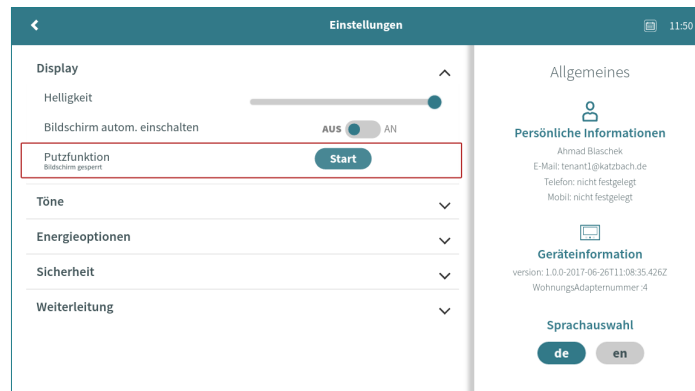 Einstellungen
11:50
Display
Helligkeit
Bildschirm autom. einschalten
AUS AN
Putzfunktion
Bildschirm gesperrt
Start
Töne
Energieoptionen
Sicherheit
Weiterleitung
Allgemeines
Persönliche Informationen
Ahmad Blaschek
E-Mail: tenant1@katzbach.de
Telefon: nicht festgelegt
Mobil: nicht festgelegt
Geräteinformation
version: 1.0.0-2017-06-26T11:08:35.426Z
WohnungsAdapternummer :4
Sprachauswahl
de en